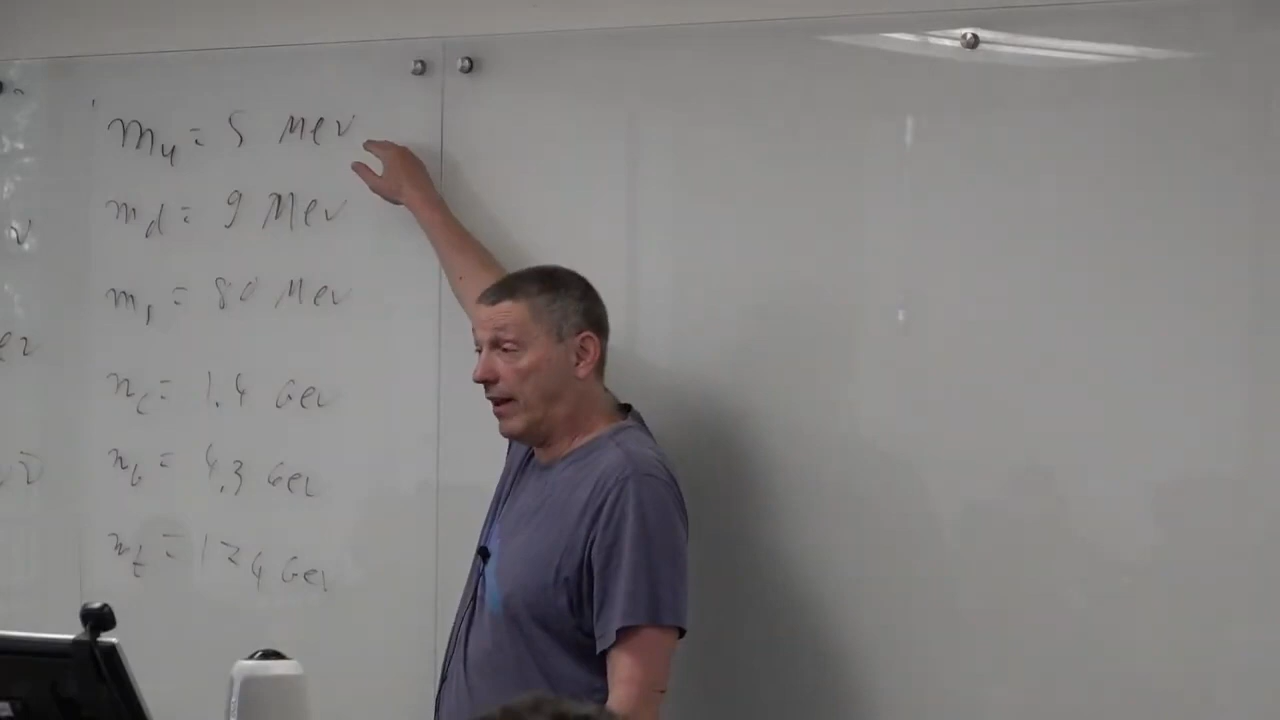 m_u = 5 MeV
m_d = 9 MeV
m_s = 80 MeV
m_c = 1.4 GeV
m_b = 4.3 GeV
m_t = 174 GeV